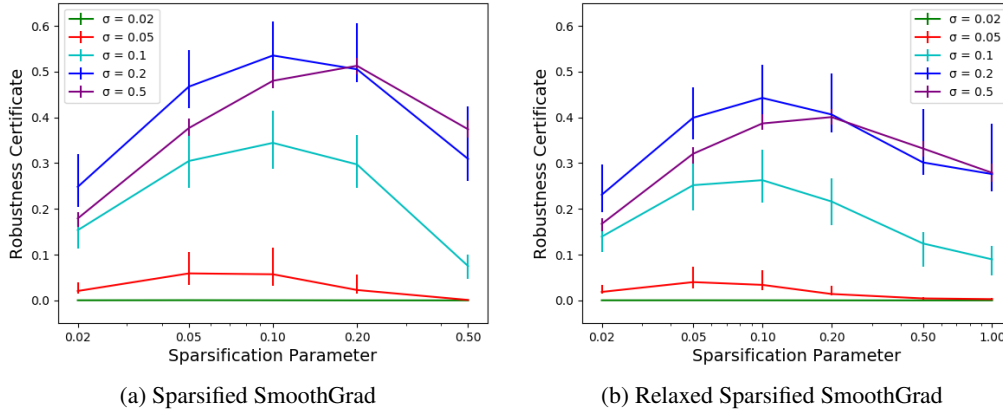 σ = 0.02
σ = 0.05
σ = 0.1
σ = 0.2
σ = 0.5
0.6
0.5
0.4
0.3
0.2
0.1
0.0
Robustness Certificate
0.02
0.05
0.10
0.20
0.50
Sparsification Parameter
(a) Sparsified SmoothGrad
σ = 0.02
σ = 0.05
σ = 0.1
σ = 0.2
σ = 0.5
0.6
0.5
0.4
0.3
0.2
0.1
0.0
Robustness Certificate
0.02
0.05
0.10
0.20
0.50
1.00
Sparsification Parameter
(b) Relaxed Sparsified SmoothGrad